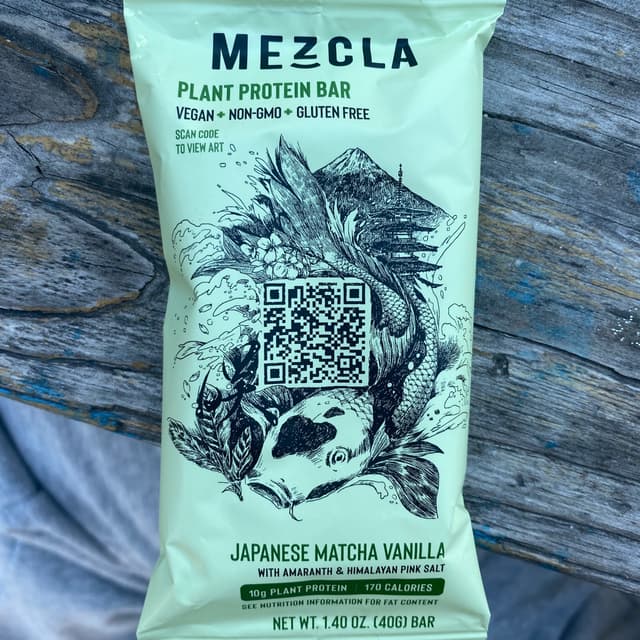 MEZCLA
PLANT PROTEIN BAR
VEGAN + NON-GMO + GLUTEN FREE
SCAN CODE
TO VIEW ART
JAPANESE MATCHA VANILLA
WITH AMARANTH & HIMALAYAN PINK SALT
10g PLANT PROTEIN | 170 CALORIES
SEE NUTRITION INFORMATION FOR FAT CONTENT
NET WT. 1.40 OZ. (40G) BAR